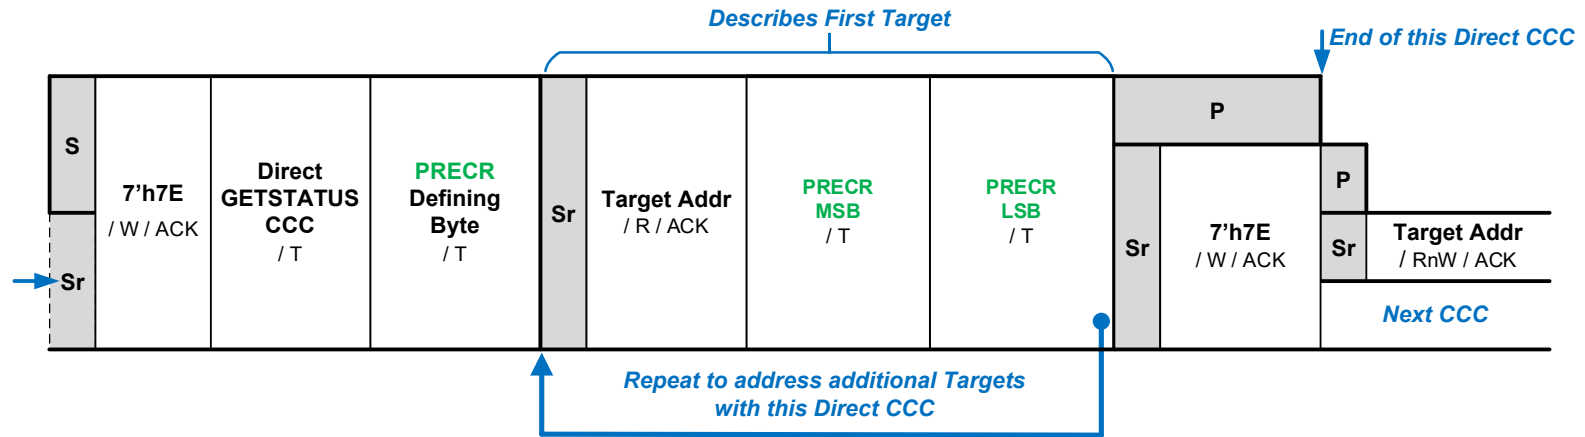 Describes First Target
End of this Direct CCC
S
Sr
7’h7E
/ W / ACK
Direct
GETSTATUS
CCC
/ T
PRECR
Defining
Byte
/ T
Sr
Target Addr
/ R / ACK
PRECR
MSB
/ T
PRECR
LSB
/ T
P
Sr
7’h7E
/ W / ACK
P
Sr
Target Addr
/ RnW / ACK
Next CCC
Repeat to address additional Targets
with this Direct CCC